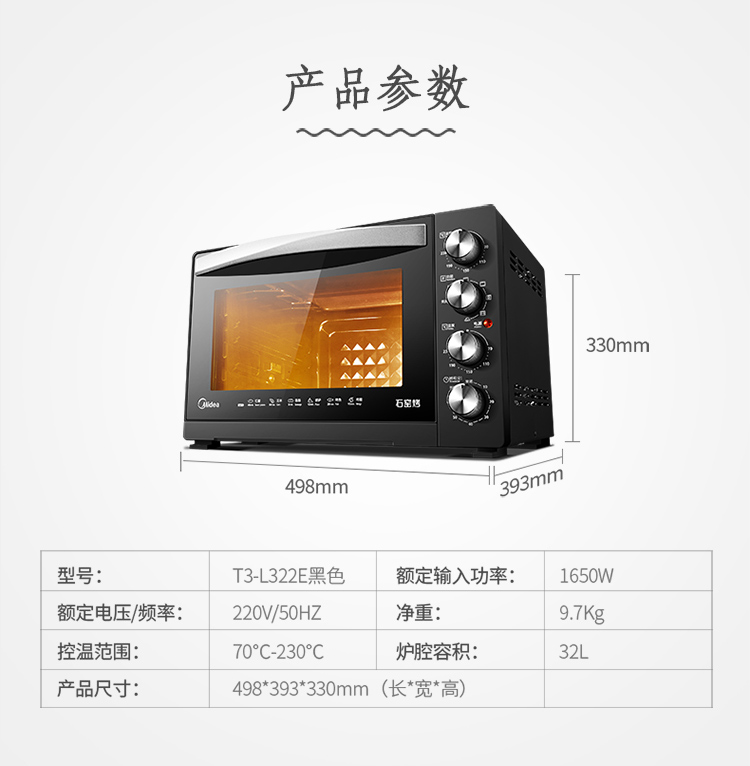 产品参数
330mm
Midea
石窑烤
498mm
393mm
型号： T3-L322E黑色 额定输入功率： 1650W
额定电压/频率： 220V/50HZ 净重： 9.7Kg
控温范围： 70°C-230°C 炉腔容积： 32L
产品尺寸： 498*393*330mm（长*宽*高）